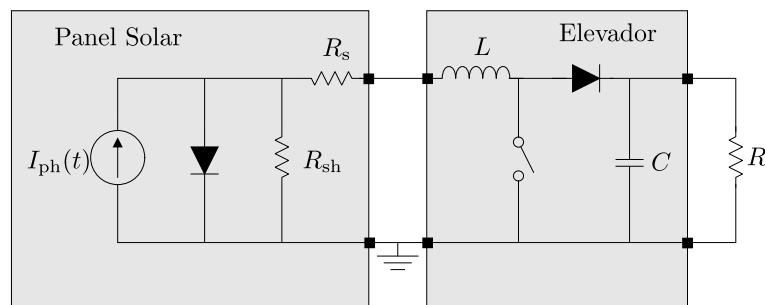 Panel Solar
Elevador
R_s
L
I_ph(t)
R_sh
C
R